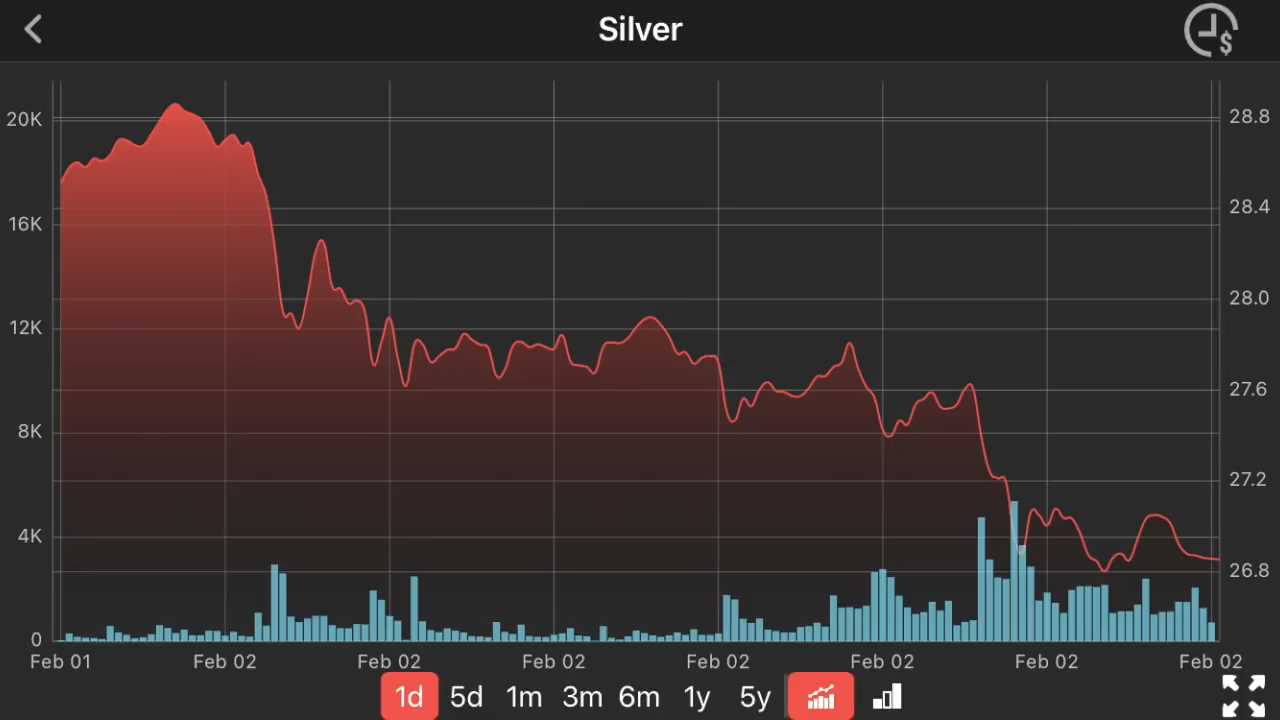 Silver
20K 28.8
16K 28.4
28.0
12K
27.6
8K
27.2
4K
26.8
0
Feb 01 Feb 02 Feb 02 Feb 02 Feb 02 Feb 02 Feb 02 Feb 02
1d 5d 1m 3m 6m 1y 5y